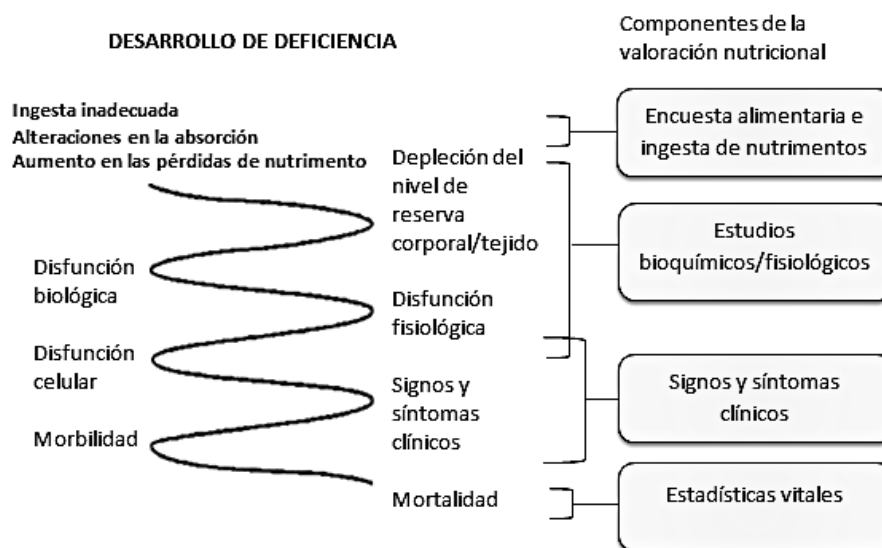 DESARROLLO DE DEFICIENCIA
Componentes de la
valoración nutricional
Ingesta inadecuada
Alteraciones en la absorción
Aumento en las pérdidas de nutrimento
Depleción del
nivel de
reserva
corporal/tejido
Disfunción
biológica
Disfunción
fisiológica
Disfunción
celular
Signos y
síntomas
clínicos
Morbilidad
Mortalidad
Encuesta alimentaria e
ingesta de nutrimentos
Estudios
bioquímicos/fisiológicos
Signos y síntomas
clínicos
Estadísticas vitales